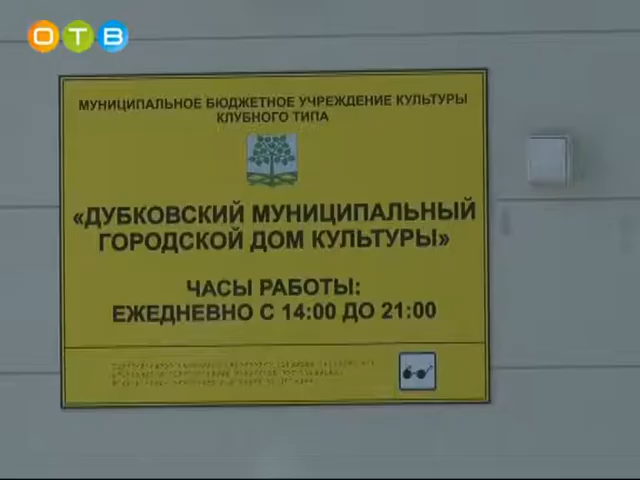 ОТВ
МУНИЦИПАЛЬНОЕ БЮДЖЕТНОЕ УЧРЕЖДЕНИЕ КУЛЬТУРЫ
КЛУБНОГО ТИПА
«ДУБКОВСКИЙ МУНИЦИПАЛЬНЫЙ
ГОРОДСКОЙ ДОМ КУЛЬТУРЫ»
ЧАСЫ РАБОТЫ:
ЕЖЕДНЕВНО С 14:00 ДО 21:00